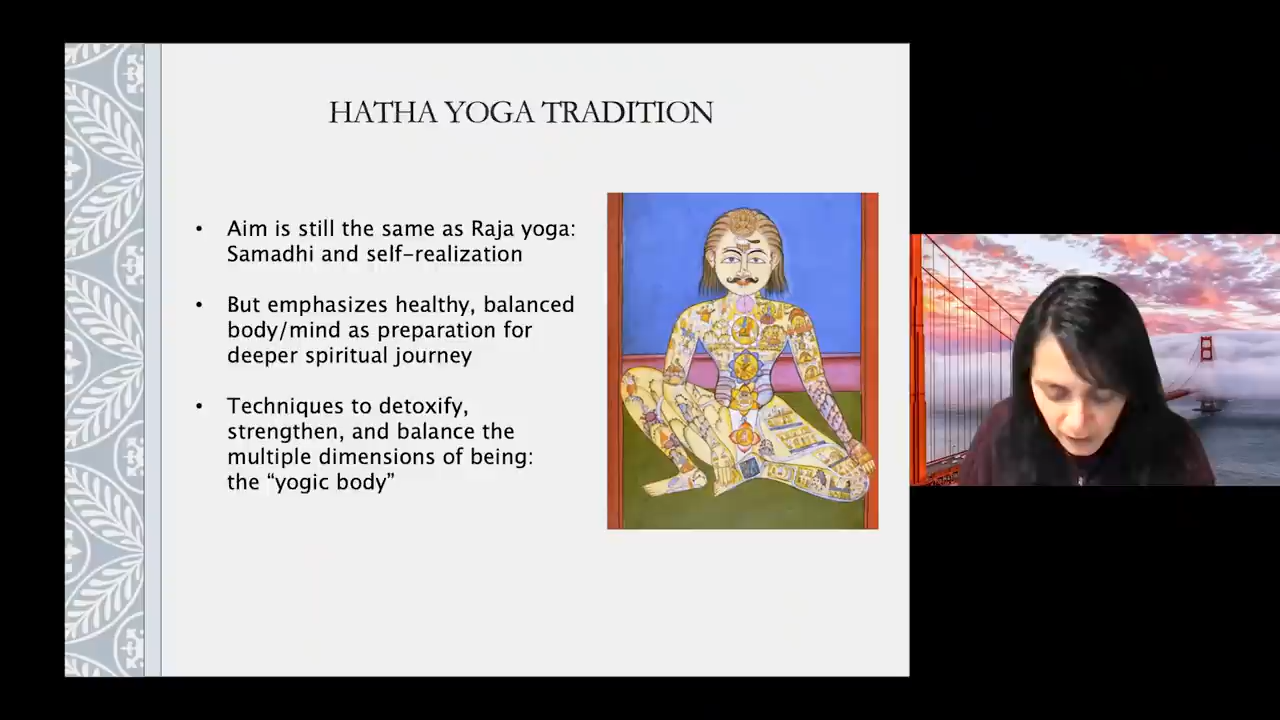 HATHA YOGA TRADITION
• Aim is still the same as Raja yoga:
Samadhi and self-realization
• But emphasizes healthy, balanced
body/mind as preparation for
deeper spiritual journey
• Techniques to detoxify,
strengthen, and balance the
multiple dimensions of being:
the “yogic body”